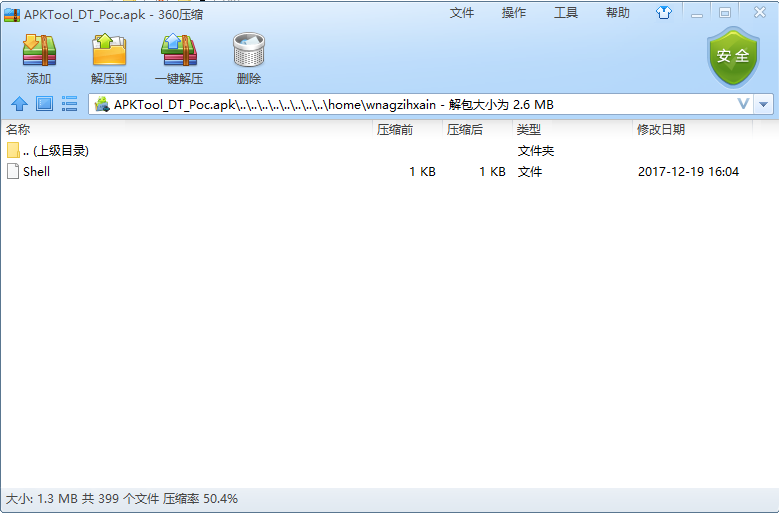 APKTool_DT_Poc.apk - 360压缩
文件 操作 工具 帮助
添加 解压到 一键解压 删除
安全
APKTool_DT_Poc.apk\..\..\..\..\..\..\..\..\home\wnagzihxain - 解包大小为 2.6 MB
名称 压缩前 压缩后 类型 修改日期
.. (上级目录) 文件夹
Shell 1 KB 1 KB 文件 2017-12-19 16:04
大小: 1.3 MB 共 399 个文件 压缩率 50.4%